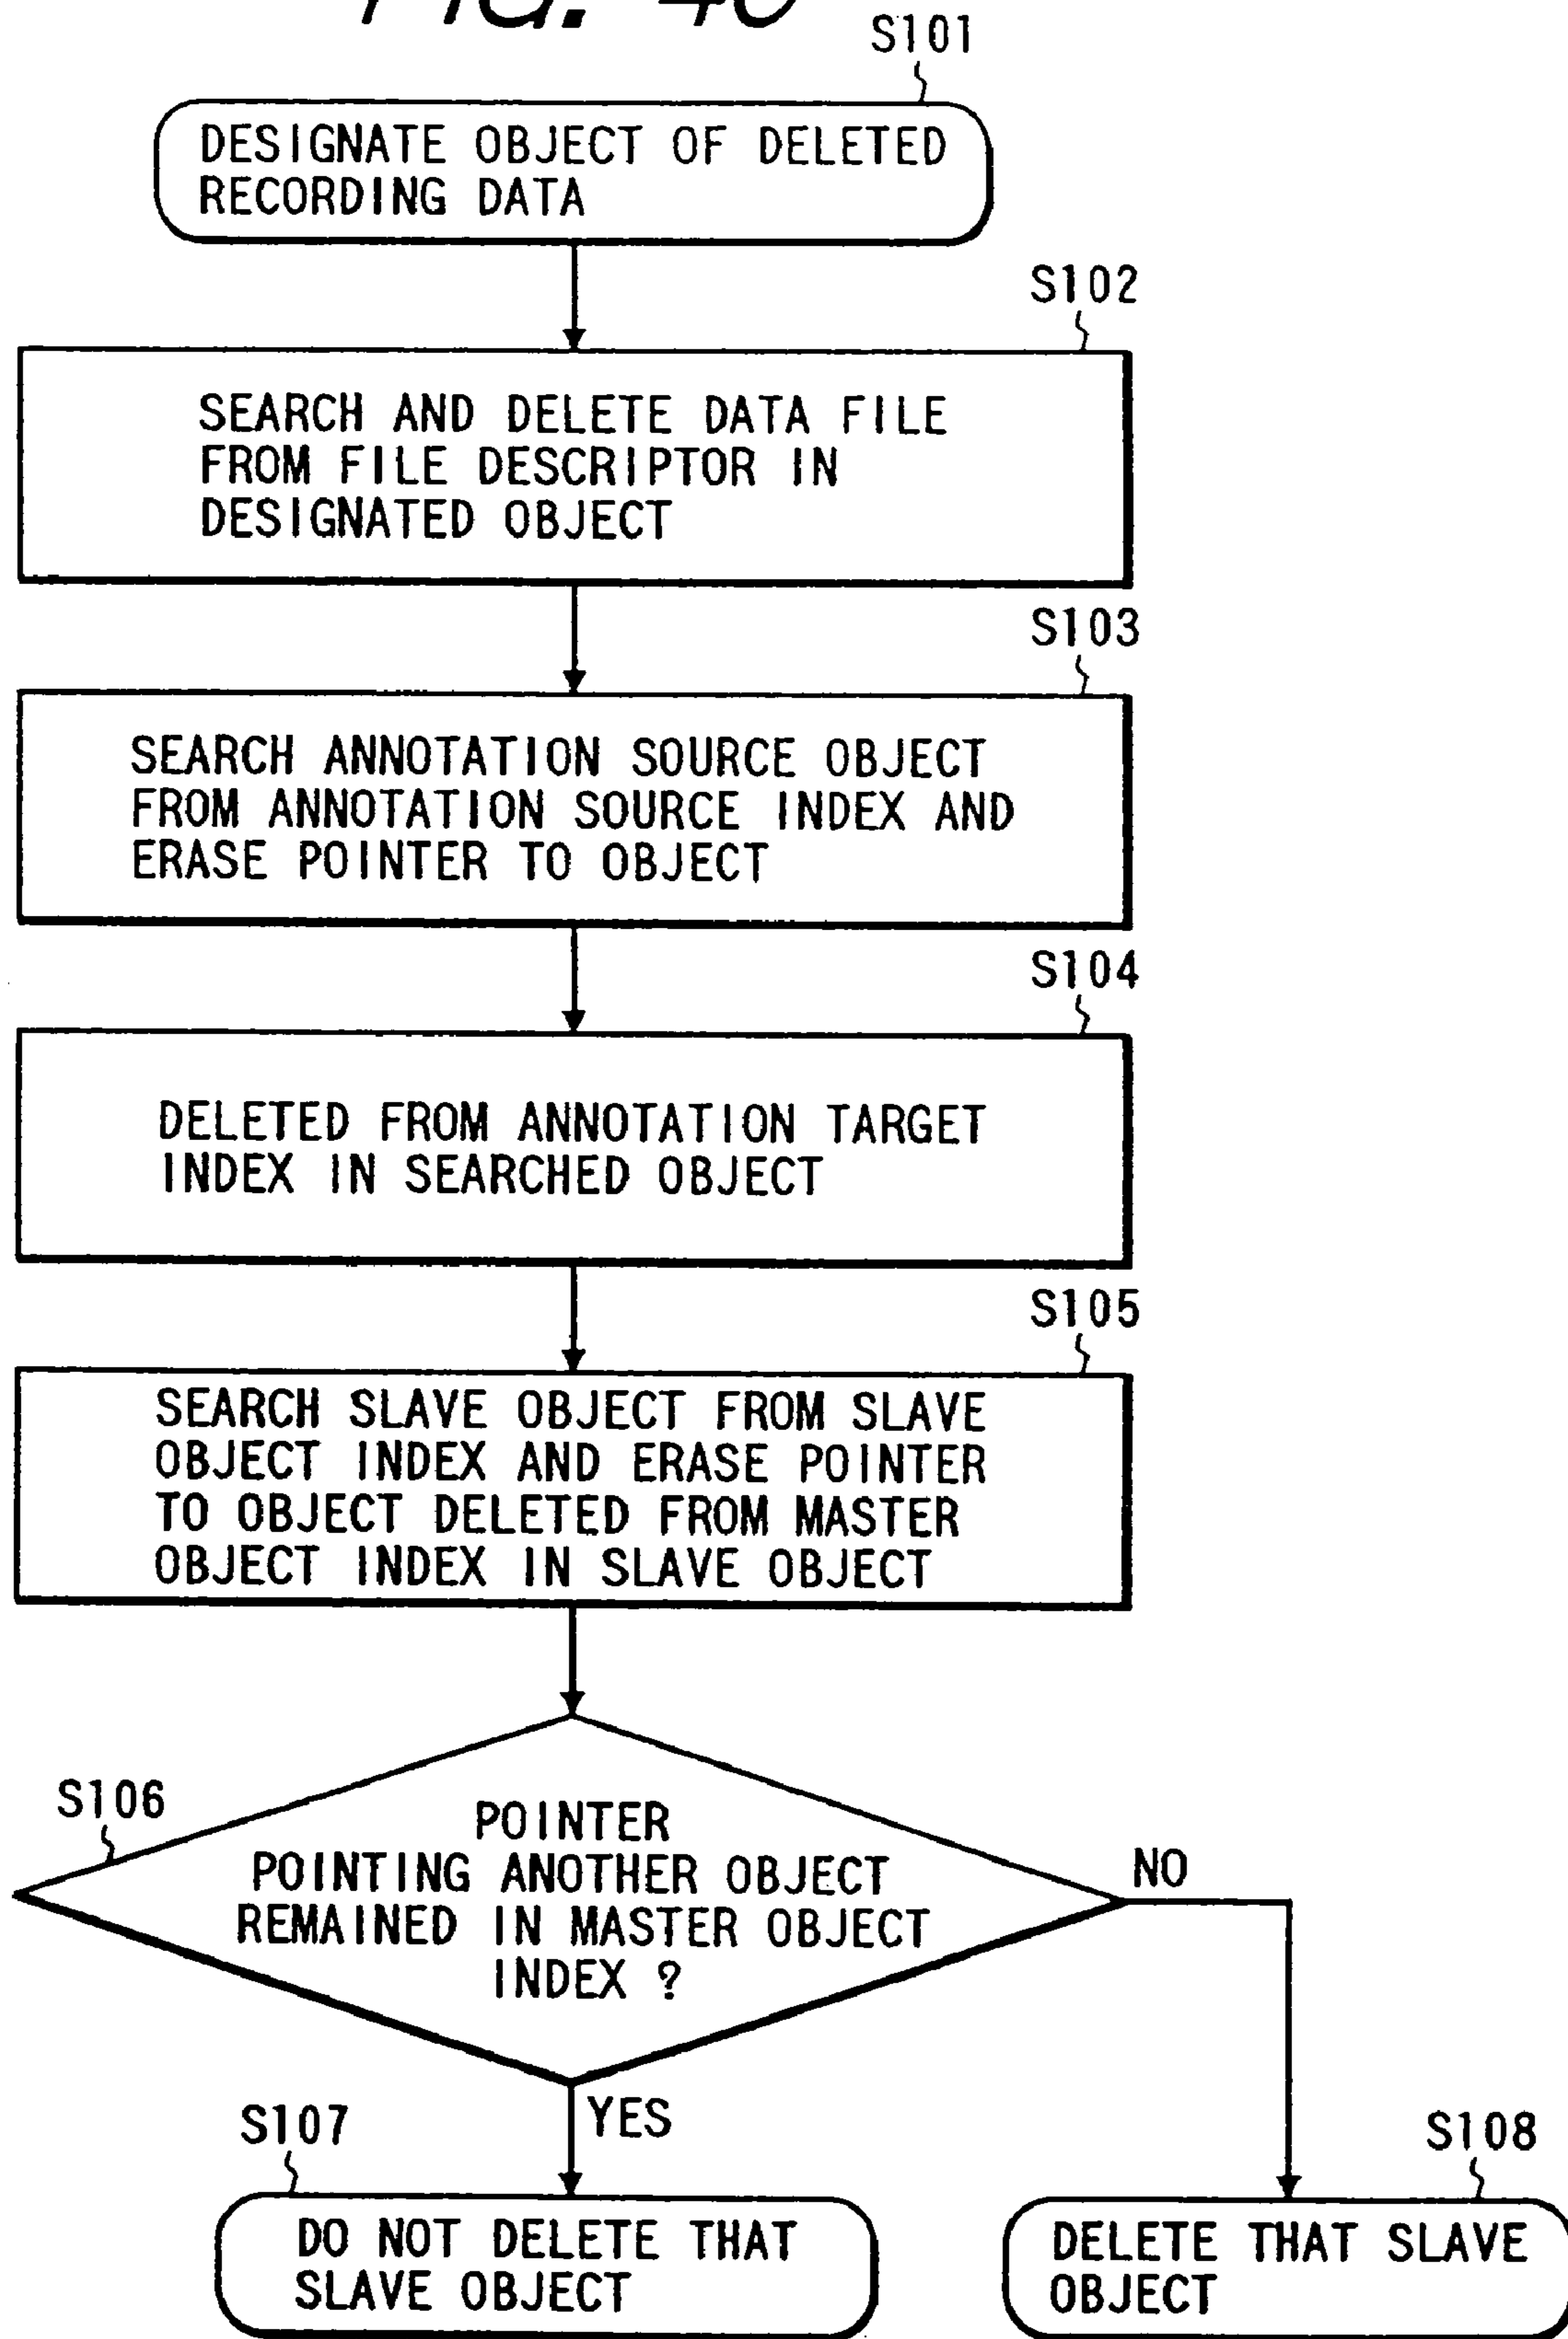 S101
DESIGNATE OBJECT OF DELETED
RECORDING DATA
S102
SEARCH AND DELETE DATA FILE
FROM FILE DESCRIPTOR IN
DESIGNATED OBJECT
S103
SEARCH ANNOTATION SOURCE OBJECT
FROM ANNOTATION SOURCE INDEX AND
ERASE POINTER TO OBJECT
S104
DELETED FROM ANNOTATION TARGET
INDEX IN SEARCHED OBJECT
S105
SEARCH SLAVE OBJECT FROM SLAVE
OBJECT INDEX AND ERASE POINTER
TO OBJECT DELETED FROM MASTER
OBJECT INDEX IN SLAVE OBJECT
S106
POINTER
POINTING ANOTHER OBJECT
REMAINED IN MASTER OBJECT
INDEX ?
NO
YES
S107
DO NOT DELETE THAT
SLAVE OBJECT
S108
DELETE THAT SLAVE
OBJECT